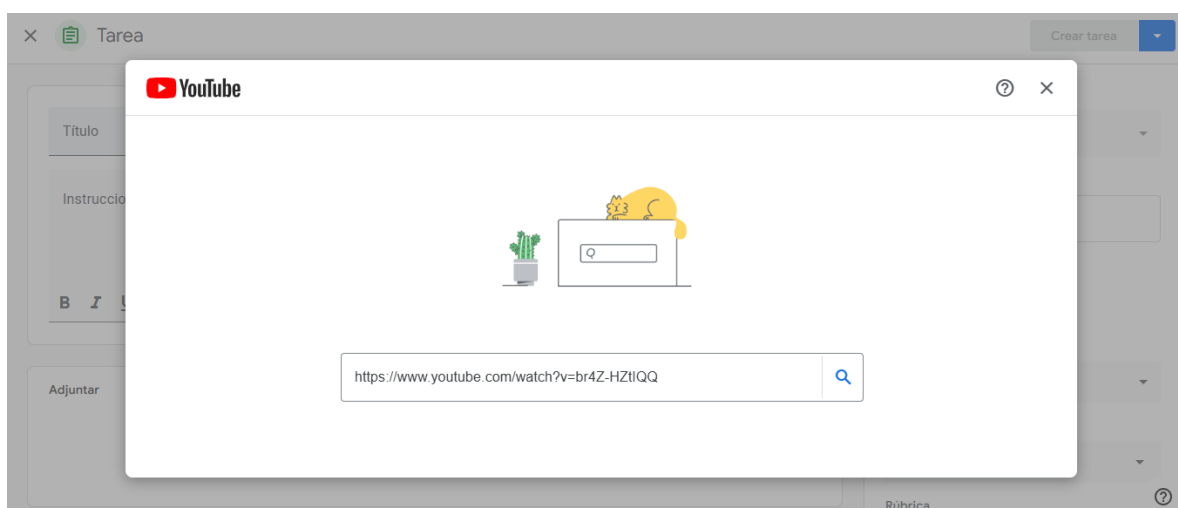 Tarea
Crear tarea
YouTube
Título
Instruccio
B I U
https://www.youtube.com/watch?v=br4Z-HZtIQQ
Adjuntar
Rúbrica